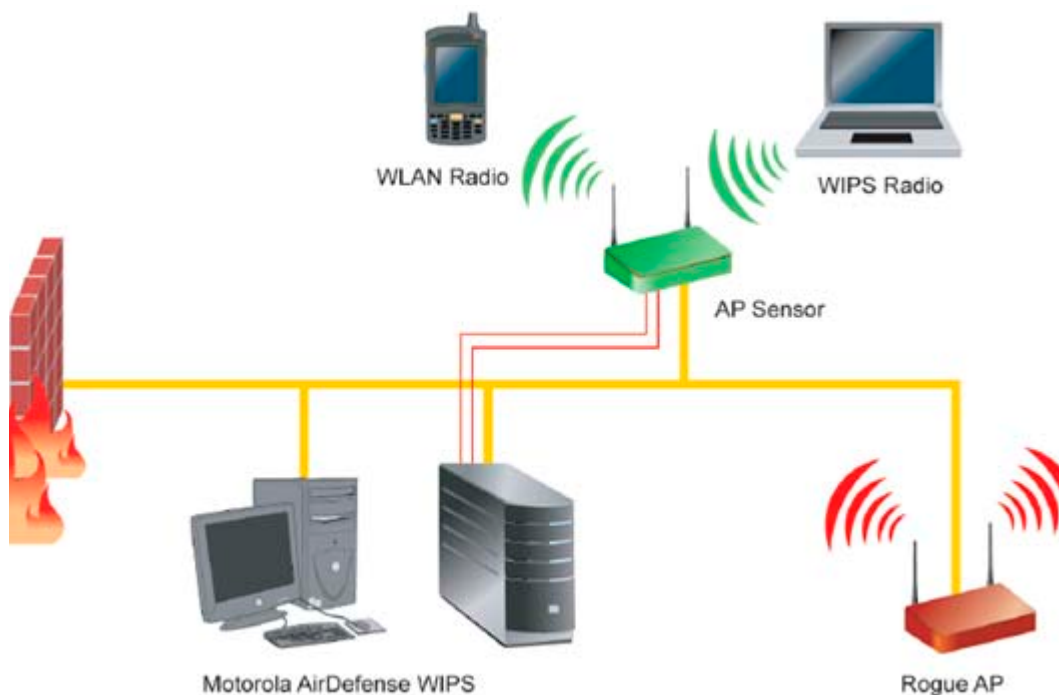 WLAN Radio
WIPS Radio
AP Sensor
Motorola AirDefense WIPS
Rogue AP